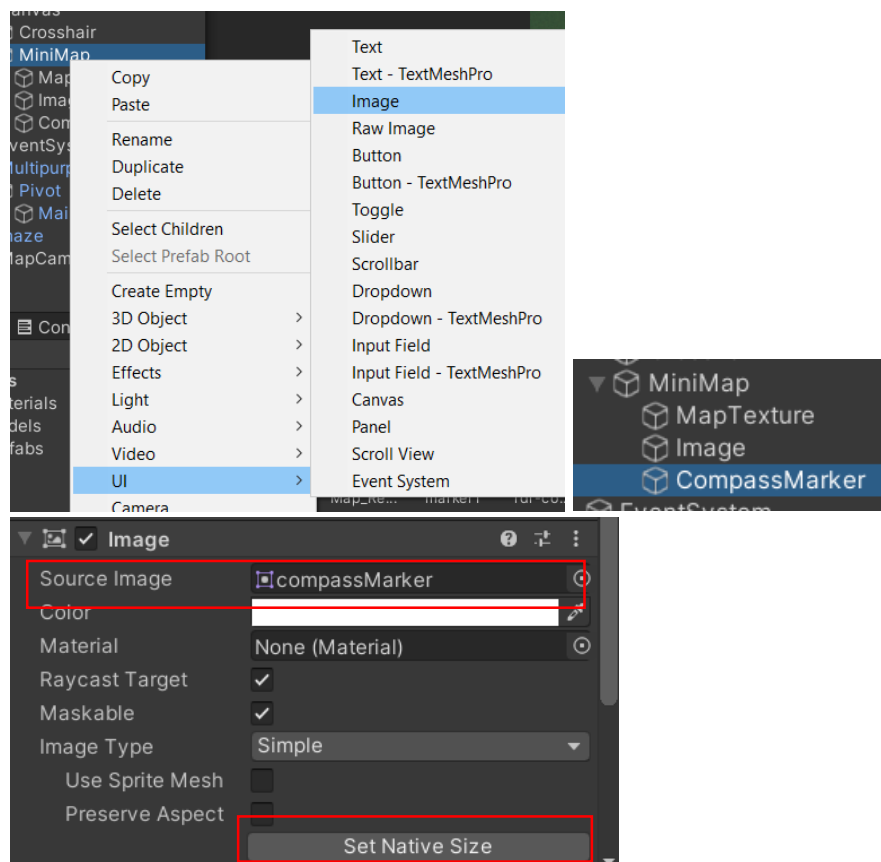 Crosshair
MiniMap
Copy
Paste
Rename
Duplicate
Delete
Select Children
Select Prefab Root
Create Empty
3D Object
2D Object
Effects
Light
Audio
Video
UI
Camera
Text
Text - TextMeshPro
Image
Raw Image
Button
Button - TextMeshPro
Toggle
Slider
Scrollbar
Dropdown
Dropdown - TextMeshPro
Input Field
Input Field - TextMeshPro
Canvas
Panel
Scroll View
Event System
Pivot
MiniMap
MapTexture
Image
CompassMarker
EventSystem
Image
Source Image compassMarker
Color
Material None (Material)
Raycast Target
Maskable
Image Type Simple
Use Sprite Mesh
Preserve Aspect
Set Native Size